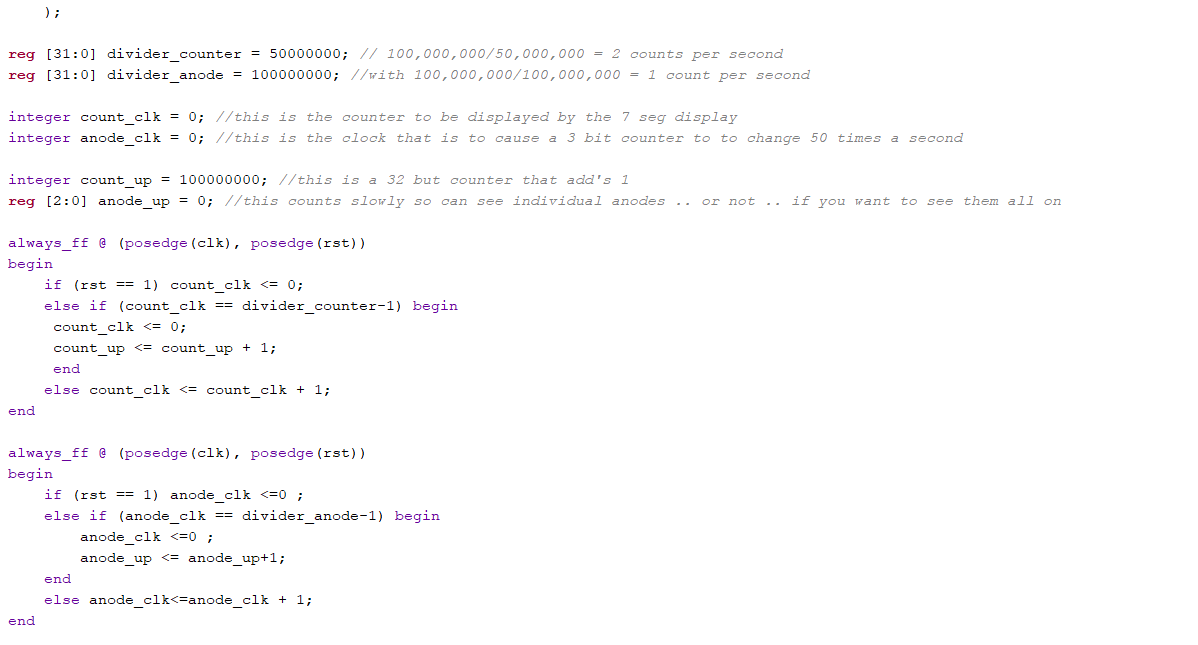 );
reg [31:0] divider_counter = 50000000; // 100,000,000/50,000,000 = 2 counts per second
reg [31:0] divider_anode = 100000000; //with 100,000,000/100,000,000 = 1 count per second
integer count_clk = 0; //this is the counter to be displayed by the 7 seg display
integer anode_clk = 0; //this is the clock that is to cause a 3 bit counter to to change 50 times a second
integer count_up = 100000000; //this is a 32 but counter that add's 1
reg [2:0] anode_up = 0; //this counts slowly so can see individual anodes .. or not .. if you want to see them all on
always_ff @ (posedge(clk), posedge(rst))
begin
if (rst == 1) count_clk <= 0;
else if (count_clk == divider_counter-1) begin
count_clk <= 0;
count_up <= count_up + 1;
end
else count_clk <= count_clk + 1;
end
always_ff @ (posedge(clk), posedge(rst))
begin
if (rst == 1) anode_clk <=0 ;
else if (anode_clk == divider_anode-1) begin
anode_clk <=0 ;
anode_up <= anode_up+1;
end
else anode_clk<=anode_clk + 1;
end